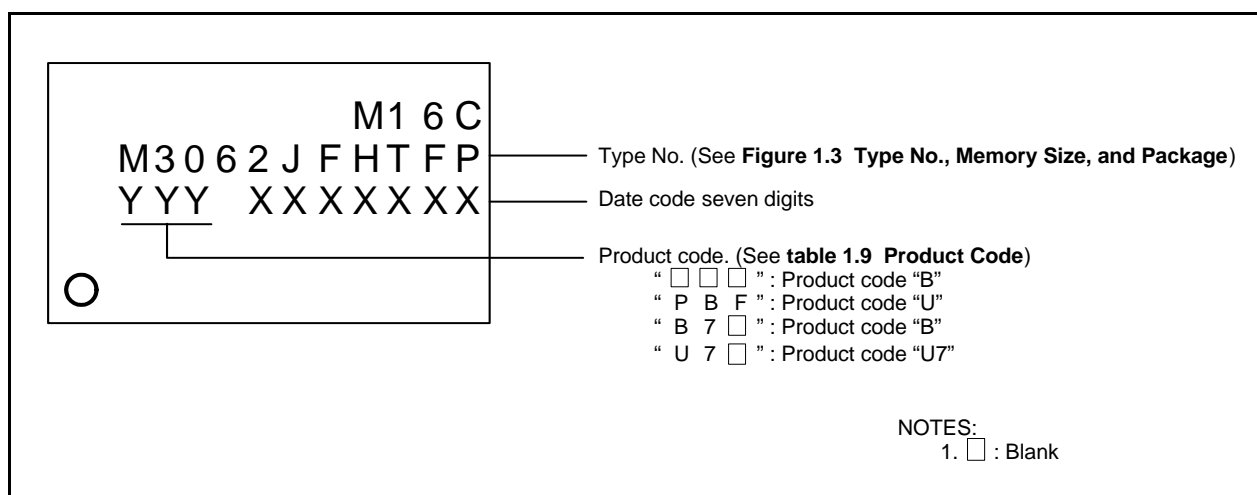 M16C
M3062JFHTFP
YYY XXXXXXX
Type No. (See Figure 1.3 Type No., Memory Size, and Package)
Date code seven digits
Product code. (See table 1.9 Product Code)
“ □ □ □ ” : Product code “B”
“ P B F ” : Product code “U”
“ B 7 □ ” : Product code “B”
“ U 7 □ ” : Product code “U7”
NOTES:
1. □ : Blank